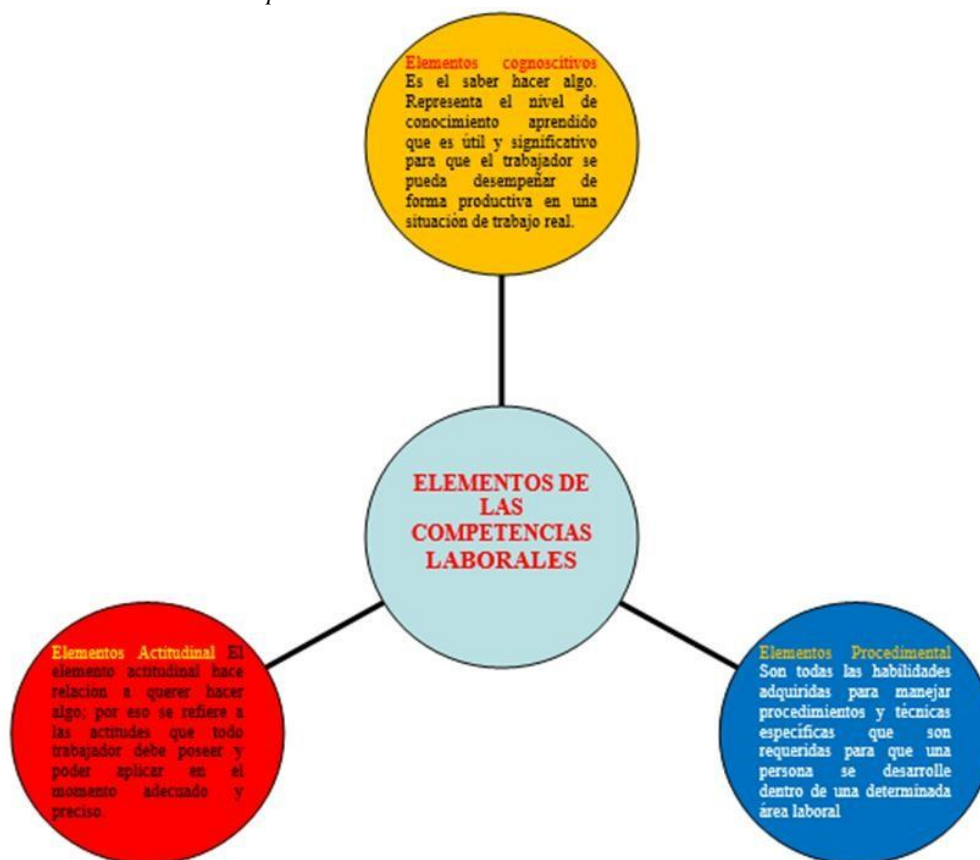 Elementos cognoscitivos
Es el saber hacer algo.
Representa el nivel de
conocimiento aprendido
que es útil y significativo
para que el trabajador se
pueda desempeñar de
forma productiva en una
situación de trabajo real.
ELEMENTOS DE
LAS
COMPETENCIAS
LABORALES
Elementos Actitudinal El
elemento actitudinal hace
relación a querer hacer
algo; por eso se refiere a
las actitudes que todo
trabajador debe poseer y
poder aplicar en el
momento adecuado y
preciso.
Elementos Procedimental
Son todas las habilidades
adquiridas para manejar
procedimientos y técnicas
específicas que son
requeridas para que una
persona se desarrolle
dentro de una determinada
área laboral